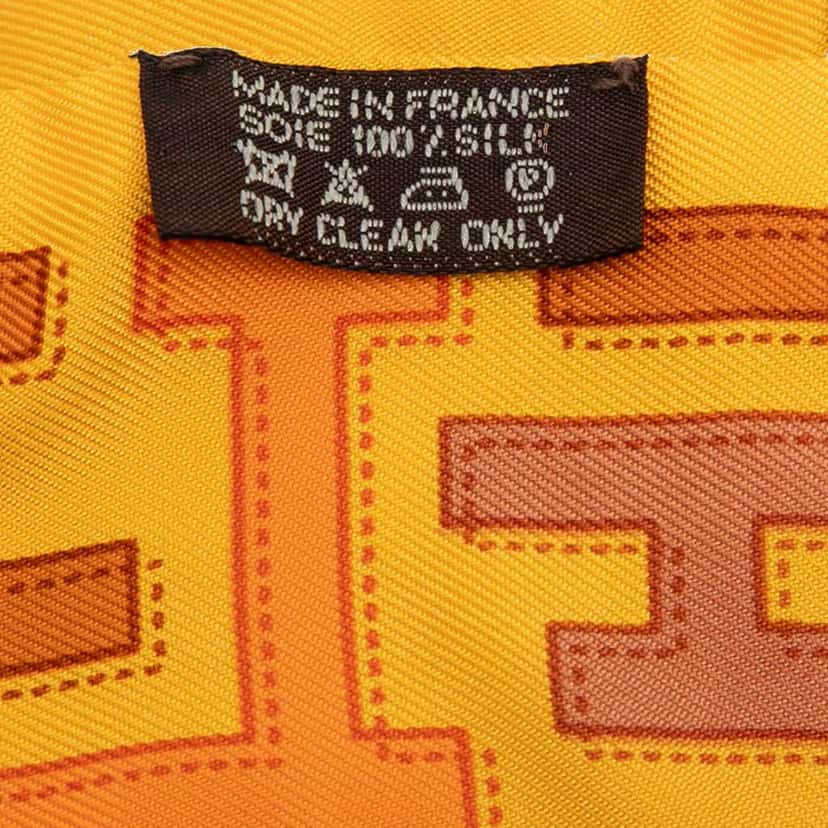 MADE IN FRANCE
SOIE 100% SILK
P
DRY CLEAN ONLY